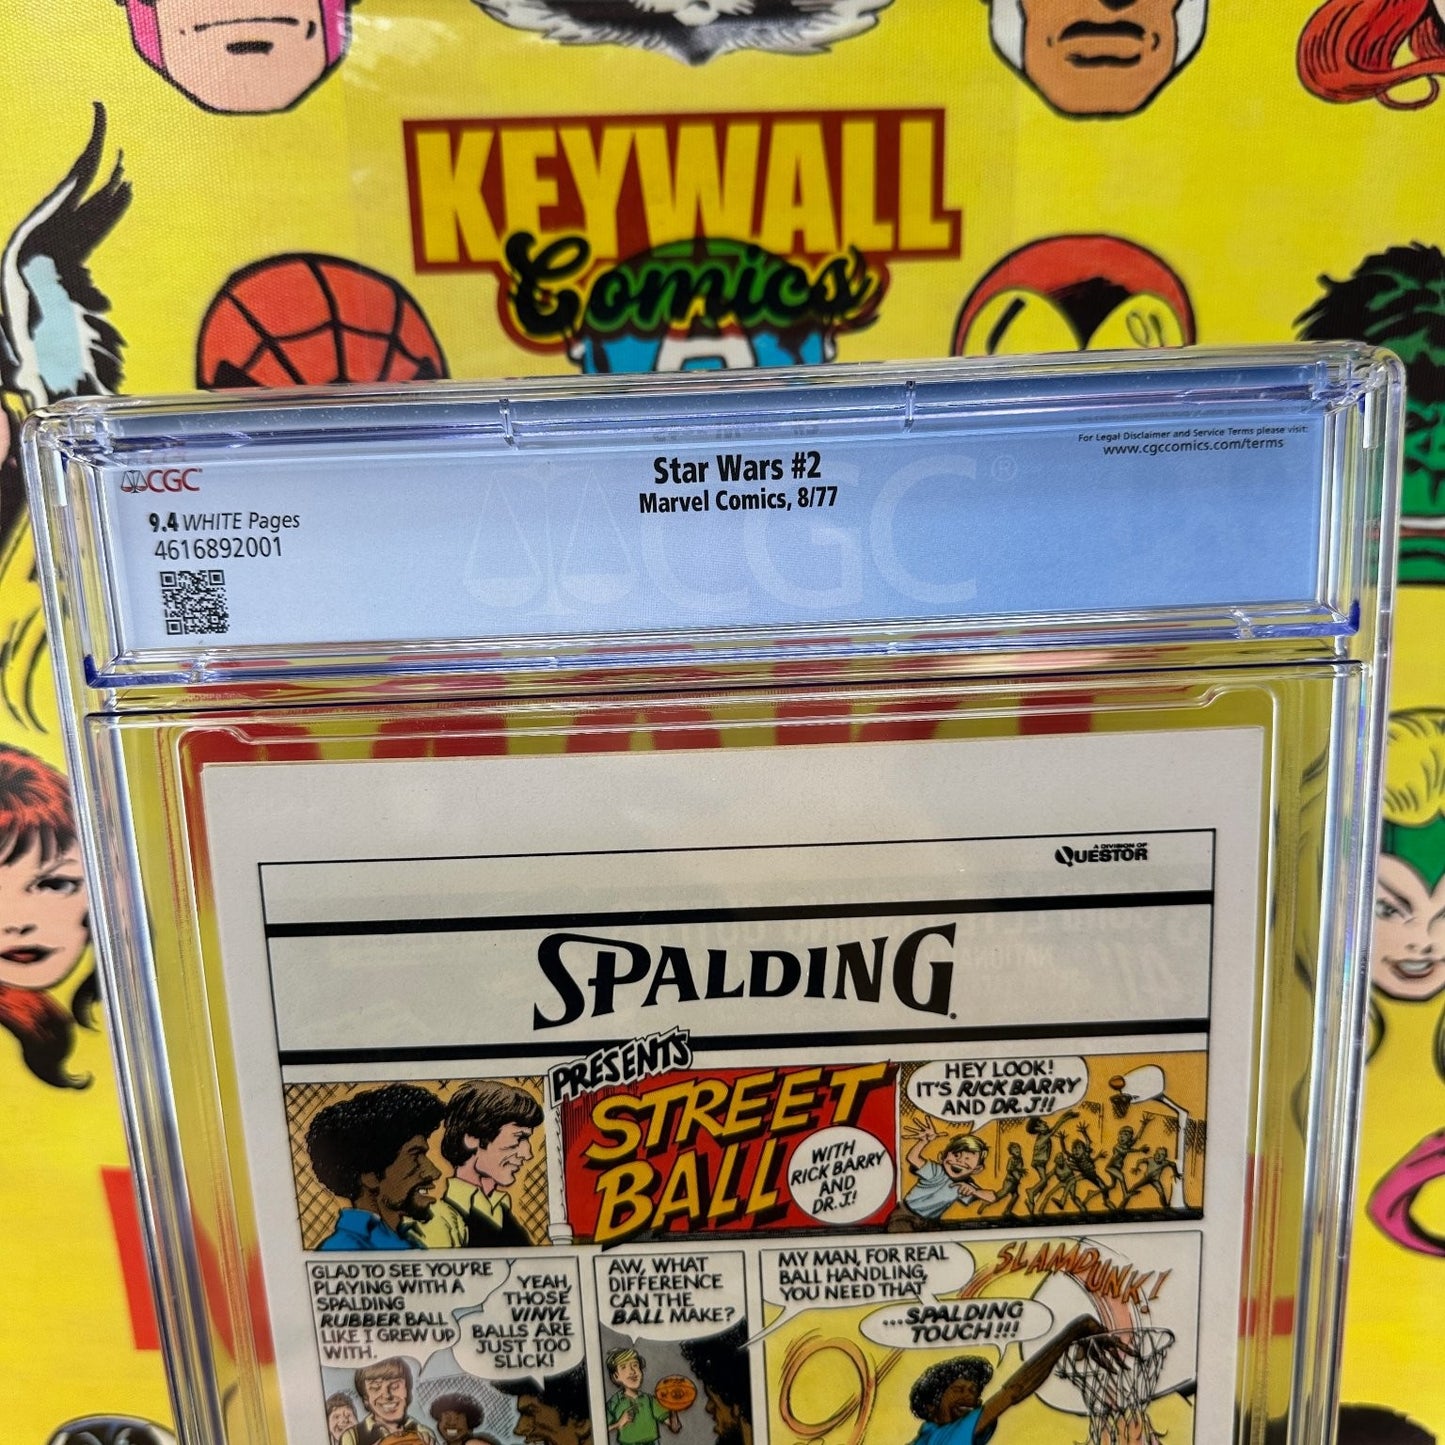 KEYWALL
Comics
For Legal Disclaimer and Service Terms please visit:
www.cgccomics.com/terms
CGC
9.4 WHITE Pages
4616892001
Star Wars #2
Marvel Comics, 8/77
CGC®
A DIVISION OF
QUESTOR
SPALDING
PRESENTS
STREET
BALL
WITH
RICK BARRY
AND
DR.J.!
HEY LOOK!
IT'S RICK BARRY
AND DR.J!!
GLAD TO SEE YOU'RE
PLAYING WITH A
SPALDING
RUBBER BALL
LIKE I GREW UP
WITH.
YEAH,
THOSE
VINYL
BALLS ARE
JUST TOO
SLICK!
AW, WHAT
DIFFERENCE
CAN THE
BALL MAKE?
MY MAN, FOR REAL
BALL HANDLING,
YOU NEED THAT
...SPALDING
TOUCH!!!
SLAMDUNK!